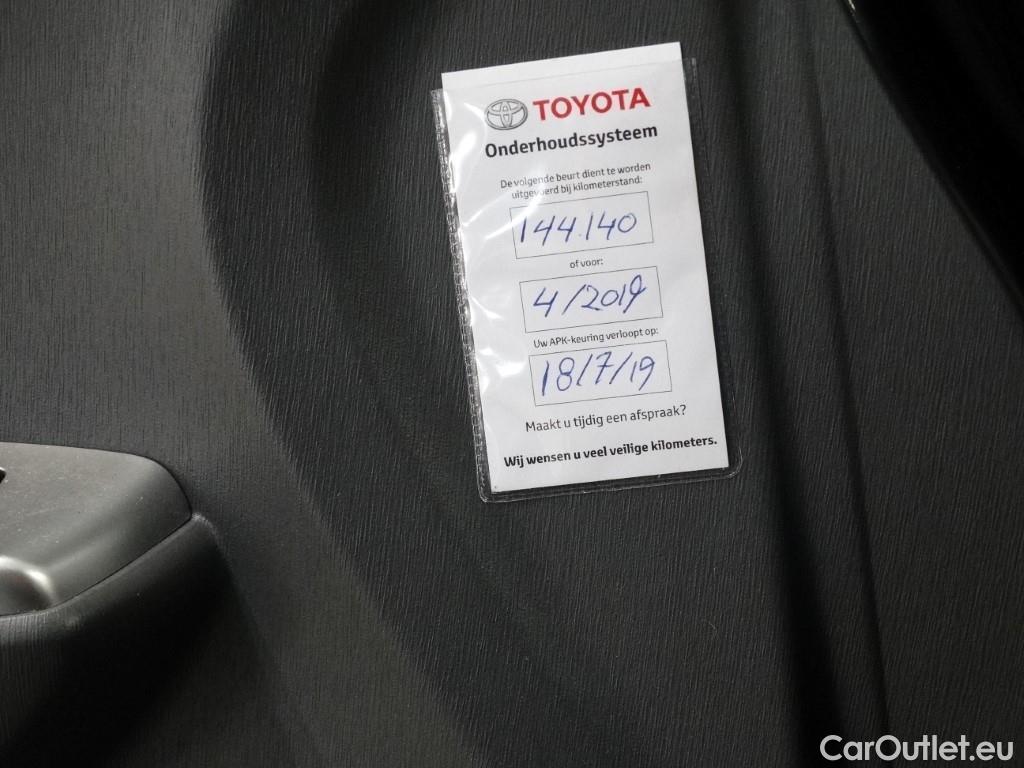 TOYOTA
Onderhoudssysteem
De volgende beurt dient te worden
uitgevoerd bij kilometerstand:
144.140
of voor:
4/2019
Uw APK-keuring verloopt op:
18/7/19
Maakt u tijdig een afspraak?
Wij wensen u veel veilige kilometers.
CarOutlet.eu